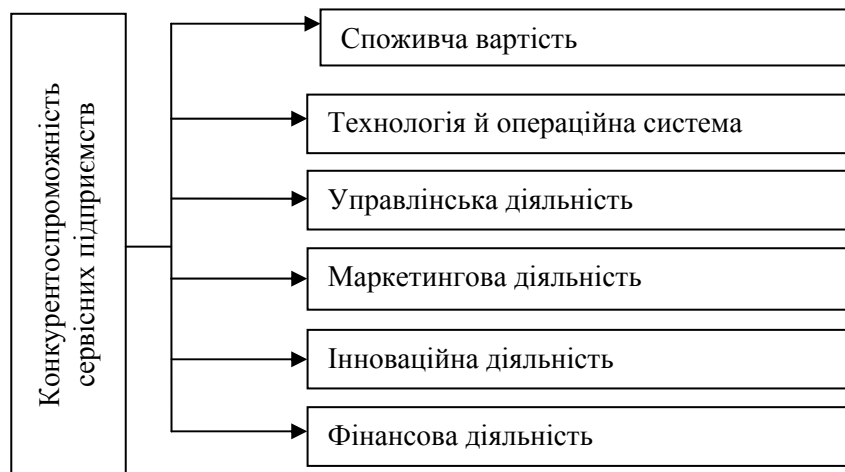 Конкурентоспроможність
сервісних підприємств
Споживча вартість
Технологія й операційна система
Управлінська діяльність
Маркетингова діяльність
Інноваційна діяльність
Фінансова діяльність